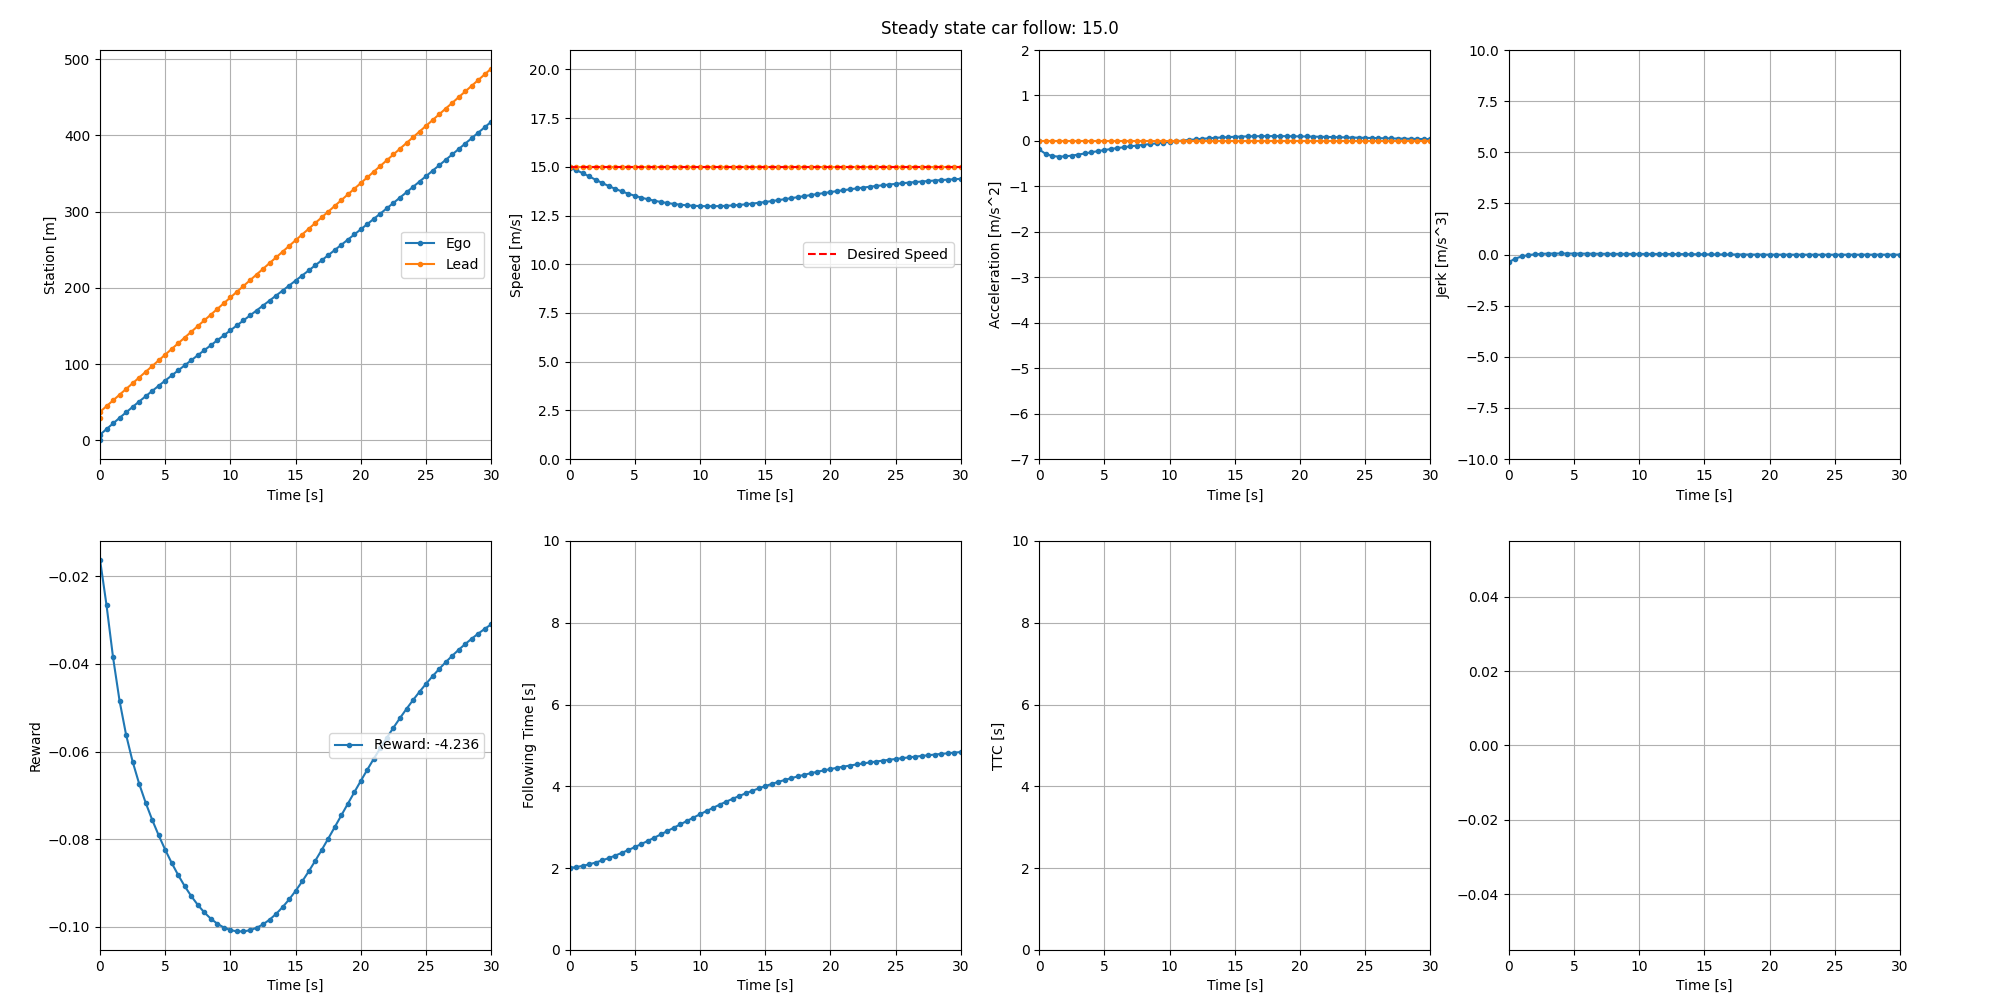 Steady state car follow: 15.0
500
400
300
200
100
0
Station [m]
Ego
Lead
0 5 10 15 20 25 30
Time [s]
20.0
17.5
15.0
12.5
10.0
7.5
5.0
2.5
0.0
Speed [m/s]
Desired Speed
0 5 10 15 20 25 30
Time [s]
2
1
0
−1
−2
−3
−4
−5
−6
−7
Acceleration [m/s^2]
0 5 10 15 20 25 30
Time [s]
10.0
7.5
5.0
2.5
0.0
−2.5
−5.0
−7.5
−10.0
Jerk [m/s^3]
0 5 10 15 20 25 30
Time [s]
−0.02
−0.04
−0.06
−0.08
−0.10
Reward
Reward: -4.236
0 5 10 15 20 25 30
Time [s]
10
8
6
4
2
0
Following Time [s]
0 5 10 15 20 25 30
Time [s]
10
8
6
4
2
0
TTC [s]
0 5 10 15 20 25 30
Time [s]
0.04
0.02
0.00
−0.02
−0.04
0 5 10 15 20 25 30
Time [s]